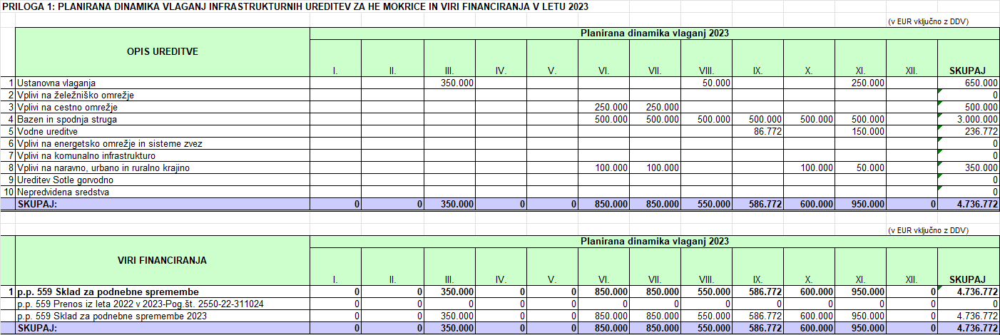 PRILOGA 1: PLANIRANA DINAMIKA VLAGANJ INFRASTRUKTURNIH UREDITEV ZA HE MOKRICE IN VIRI FINANCIRANJA V LETU 2023
(v EUR vključno z DDV)
OPIS UREDITVE Planirana dinamika vlaganj 2023
I. II. III. IV. V. VI. VII. VIII. IX. X. XI. XII. SKUPAJ
1 Ustanovna vlaganja 350.000 50.000 250.000 650.000
2 Vplivi na železniško omrežje 0
3 Vplivi na cestno omrežje 250.000 250.000 500.000
4 Bazen in spodnja struga 500.000 500.000 500.000 500.000 500.000 500.000 3.000.000
5 Vodne ureditve 86.772 150.000 236.772
6 Vplivi na energetsko omrežje in sisteme zvez 0
7 Vplivi na komunalno infrastrukturo 0
8 Vplivi na naravno, urbano in ruralno krajino 100.000 100.000 100.000 50.000 350.000
9 Ureditev Sotle gorvodno 0
10 Nepredvidena sredstva 0
SKUPAJ: 0 0 350.000 0 0 850.000 850.000 550.000 586.772 600.000 950.000 0 4.736.772
(v EUR vključno z DDV)
VIRI FINANCIRANJA Planirana dinamika vlaganj 2023
I. II. III. IV. V. VI. VII. VIII. IX. X. XI. XII. SKUPAJ
1 p.p. 559 Sklad za podnebne spremembe 0 0 350.000 0 0 850.000 850.000 550.000 586.772 600.000 950.000 0 4.736.772
p.p. 559 Prenos iz leta 2022 v 2023-Pog.št. 2550-22-311024 0 0 0 0 0 0 0 0 0 0 0 0 0
p.p. 559 Sklad za podnebne spremembe 2023 0 0 350.000 0 0 850.000 850.000 550.000 586.772 600.000 950.000 0 4.736.772
SKUPAJ: 0 0 350.000 0 0 850.000 850.000 550.000 586.772 600.000 950.000 0 4.736.772